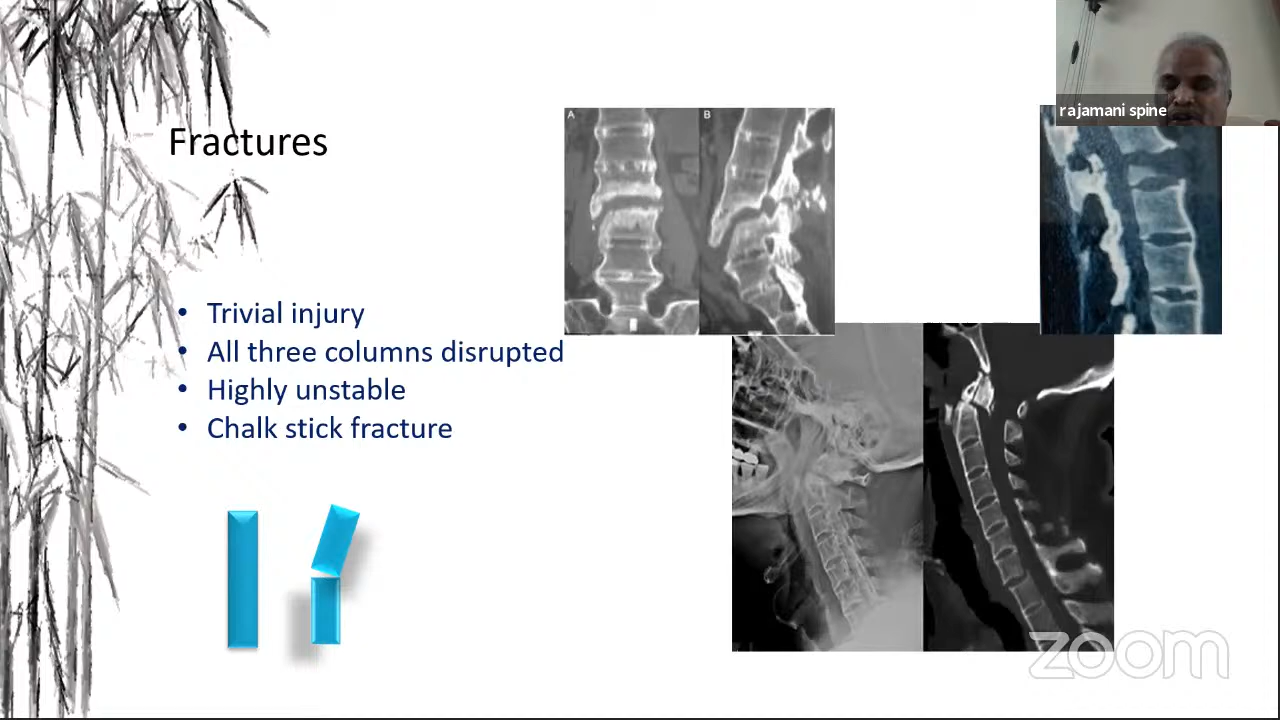 rajamani spine
A
B
Fractures
• Trivial injury
• All three columns disrupted
• Highly unstable
• Chalk stick fracture
zoom